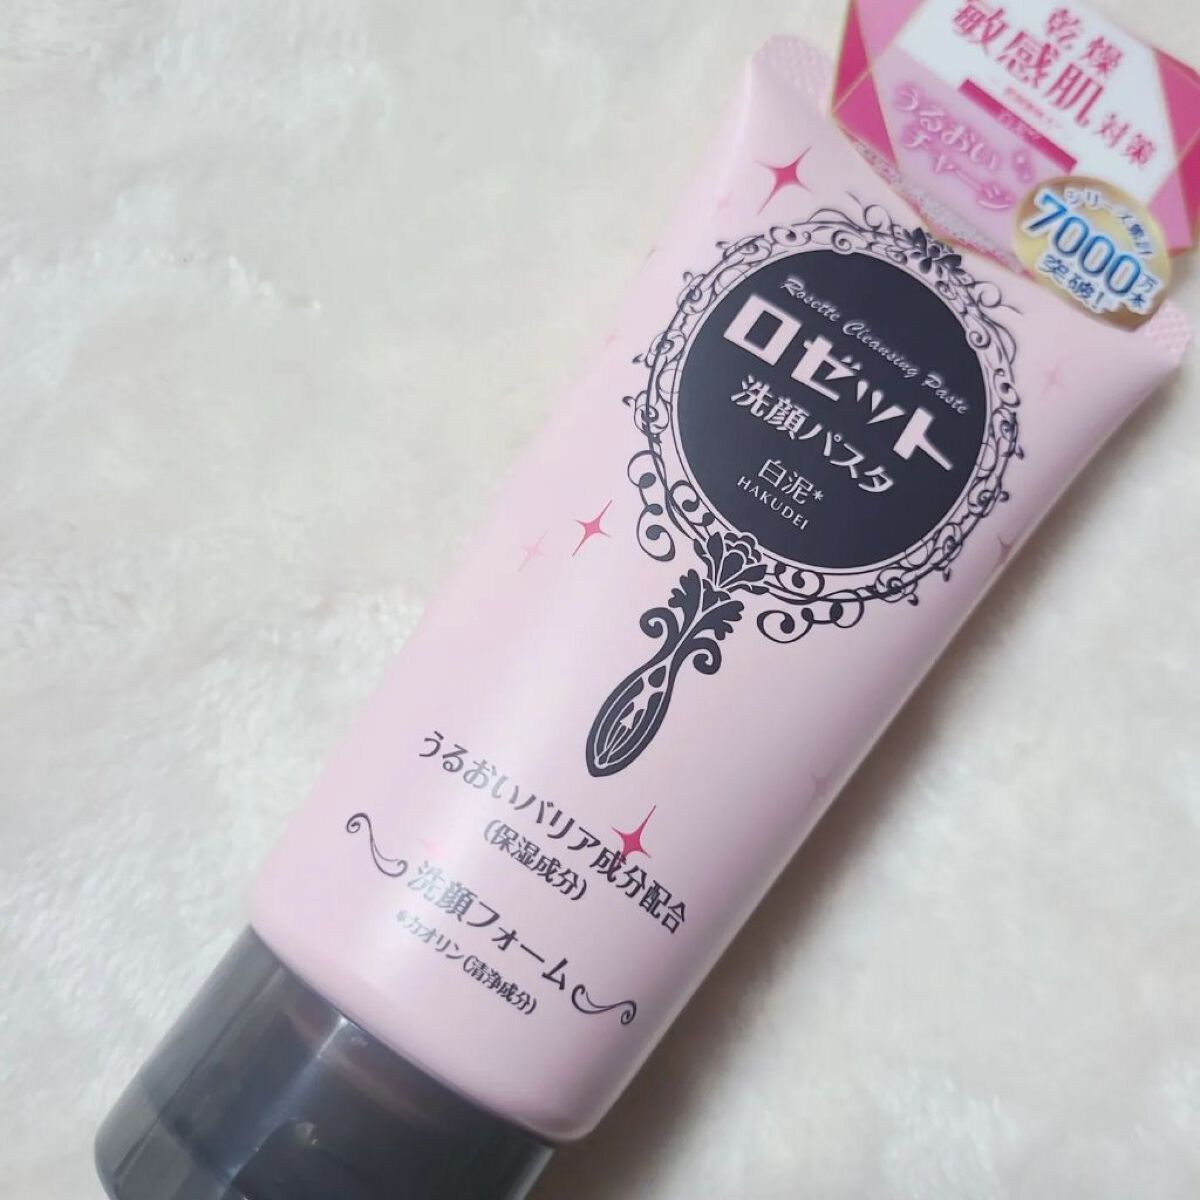 乾燥
敏感肌
対策
うるおい
チャージ
シリーズ累計
7000万本
突破!
Rosette Cleansing Paste
ロゼット
洗顔パスタ
白泥*
HAKUDEI
うるおいバリア成分配合
(保湿成分)
洗顔フォーム
*カオリン(清浄成分)